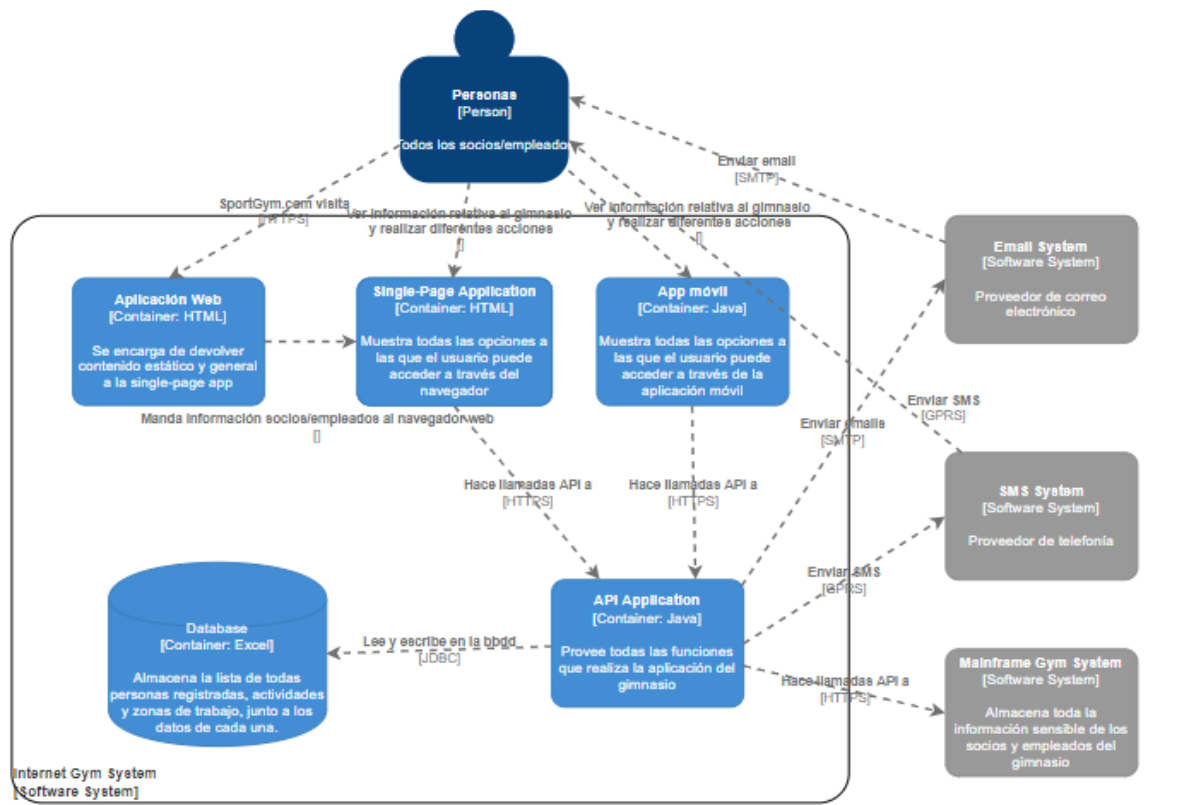 Personas
[Person]
Todos los socios/empleado
SportGym.com visita
[HTTPS]
Ver información relativa al gimnasio
y realizar diferentes acciones
[]
Ver información relativa al gimnasio
y realizar diferentes acciones
[]
Enviar email
[SMTP]
Aplicación Web
[Container: HTML]
Se encarga de devolver
contenido estático y general
a la single-page app
Single-Page Application
[Container: HTML]
Muestra todas las opciones a
las que el usuario puede
acceder a través del
navegador
App móvil
[Container: Java]
Muestra todas las opciones a
las que el usuario puede
acceder a través de la
aplicación móvil
Email System
[Software System]
Proveedor de correo
electrónico
Manda información socios/empleados al navegador web
[]
Enviar emails
[SMTP]
Enviar SMS
[GPRS]
Hace llamadas API a
[HTTPS]
Hace llamadas API a
[HTTPS]
SMS System
[Software System]
Proveedor de telefonía
Enviar SMS
[GPRS]
API Application
[Container: Java]
Provee todas las funciones
que realiza la aplicación del
gimnasio
Lee y escribe en la bbdd
[JDBC]
Database
[Container: Excel]
Almacena la lista de todas
personas registradas, actividades
y zonas de trabajo, junto a los
datos de cada una.
Hace llamadas API a
[HTTPS]
Mainframe Gym System
[Software System]
Almacena toda la
información sensible de los
socios y empleados del
gimnasio
Internet Gym System
[Software System]